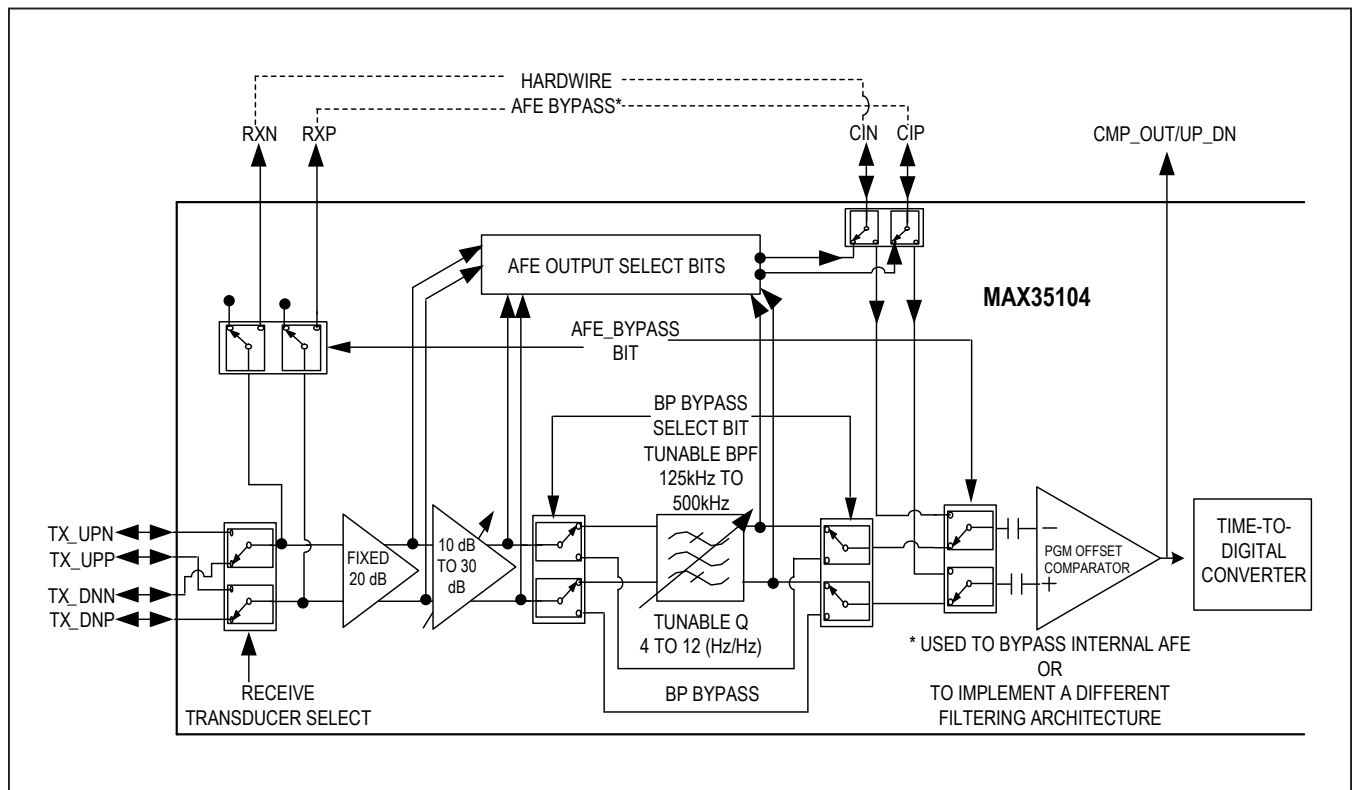 HARDWIRE
AFE BYPASS*
RXN RXP
CIN CIP
CMP_OUT/UP_DN
AFE OUTPUT SELECT BITS
MAX35104
AFE_BYPASS
BIT
BP BYPASS
SELECT BIT
TUNABLE BPF
125kHz TO
500kHz
TX_UPN
TX_UPP
TX_DNN
TX_DNP
FIXED
20 dB
10 dB
TO 30
dB
TUNABLE Q
4 TO 12 (Hz/Hz)
BP BYPASS
RECEIVE
TRANSDUCER SELECT
−
PGM OFFSET
COMPARATOR
+
TIME-TO-
DIGITAL
CONVERTER
* USED TO BYPASS INTERNAL AFE
OR
TO IMPLEMENT A DIFFERENT
FILTERING ARCHITECTURE